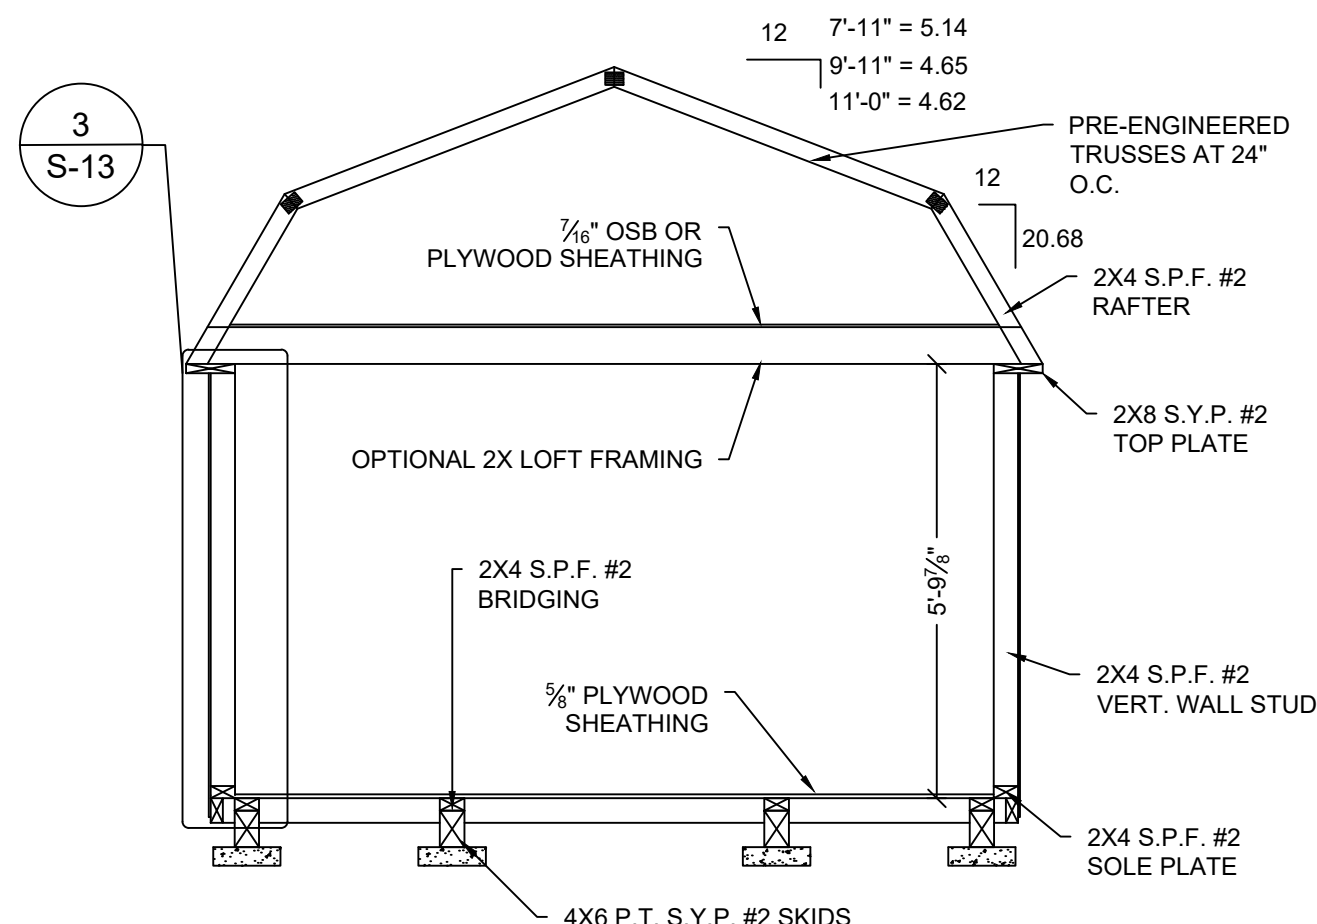 12
7'-11" = 5.14
9'-11" = 4.65
11'-0" = 4.62
3
S-13
PRE-ENGINEERED
TRUSSES AT 24"
O.C.
12
20.68
7/16" OSB OR
PLYWOOD SHEATHING
2X4 S.P.F. #2
RAFTER
2X8 S.Y.P. #2
TOP PLATE
OPTIONAL 2X LOFT FRAMING
5'-9 7/8"
2X4 S.P.F. #2
BRIDGING
2X4 S.P.F. #2
VERT. WALL STUD
5/8" PLYWOOD
SHEATHING
2X4 S.P.F. #2
SOLE PLATE
4X6 P.T. S.Y.P. #2 SKIDS